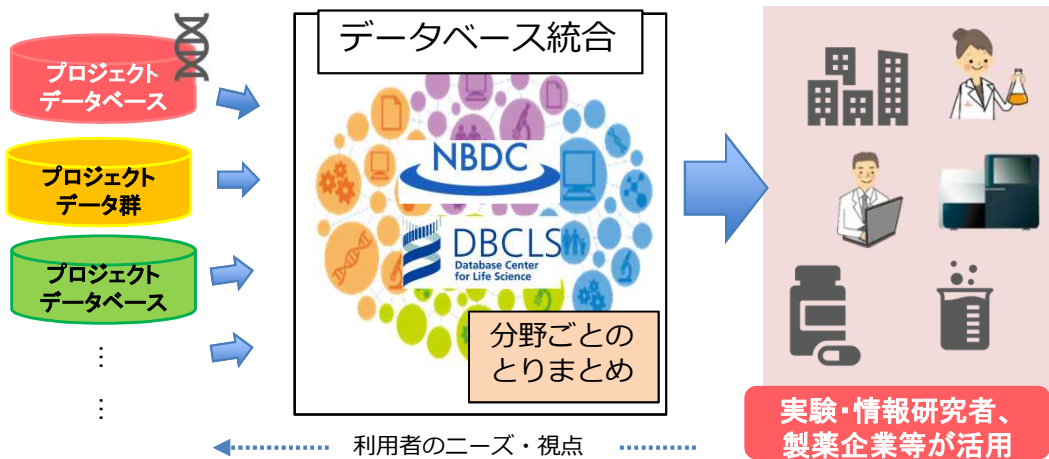 プロジェクト
データベース
プロジェクト
データ群
プロジェクト
データベース
⋮
⋮
データベース統合
NBDC
DBCLS
Database Center
for Life Science
分野ごとの
とりまとめ
利用者のニーズ・視点
実験・情報研究者、
製薬企業等が活用